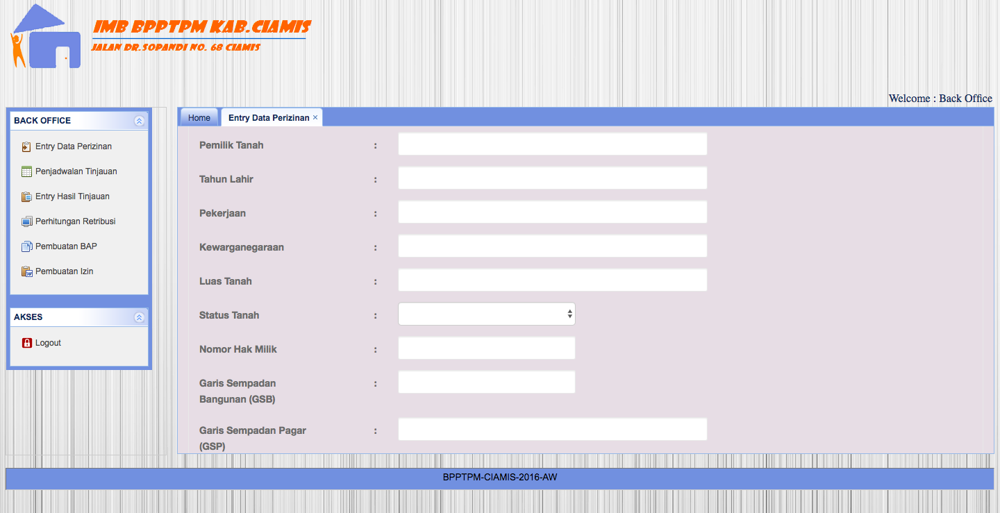 IMB BPPTPM KAB.CIAMIS
JALAN DR.SOPANDI NO. 68 CIAMIS
Welcome : Back Office
BACK OFFICE
Entry Data Perizinan
Penjadwalan Tinjauan
Entry Hasil Tinjauan
Perhitungan Retribusi
Pembuatan BAP
Pembuatan Izin
AKSES
Logout
Home
Entry Data Perizinan ×
Pemilik Tanah :
Tahun Lahir :
Pekerjaan :
Kewarganegaraan :
Luas Tanah :
Status Tanah :
Nomor Hak Milik :
Garis Sempadan :
Bangunan (GSB)
Garis Sempadan Pagar :
(GSP)
BPPTPM-CIAMIS-2016-AW